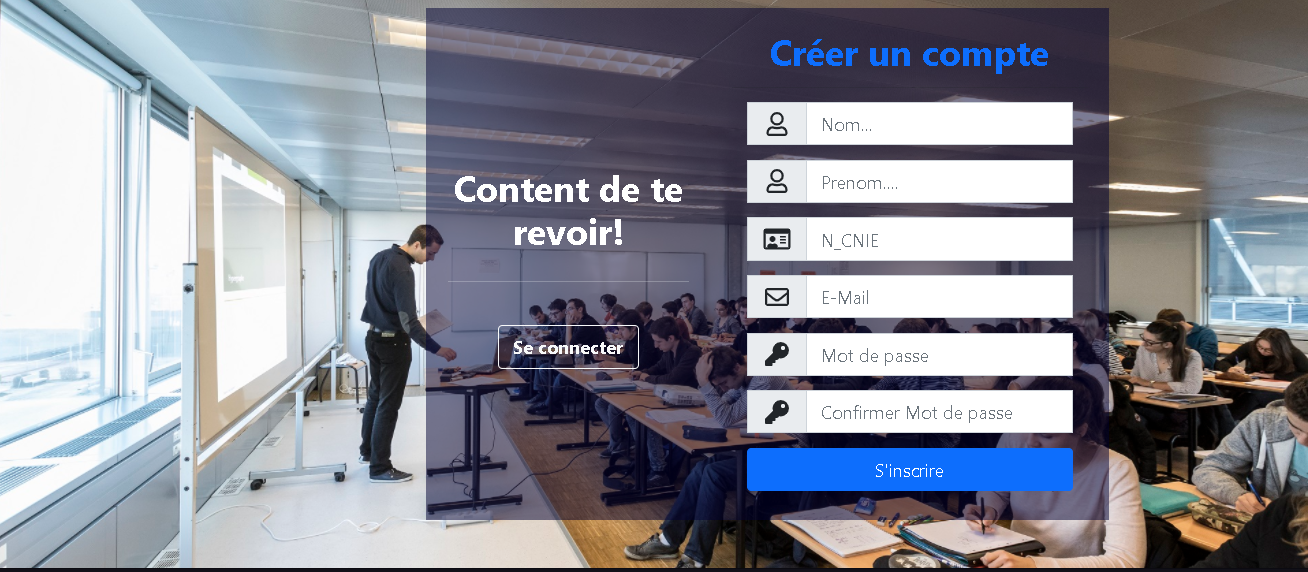 Content de te
revoir!
Se connecter
Créer un compte
Nom...
Prenom....
N_CNIE
E-Mail
Mot de passe
Confirmer Mot de passe
S'inscrire